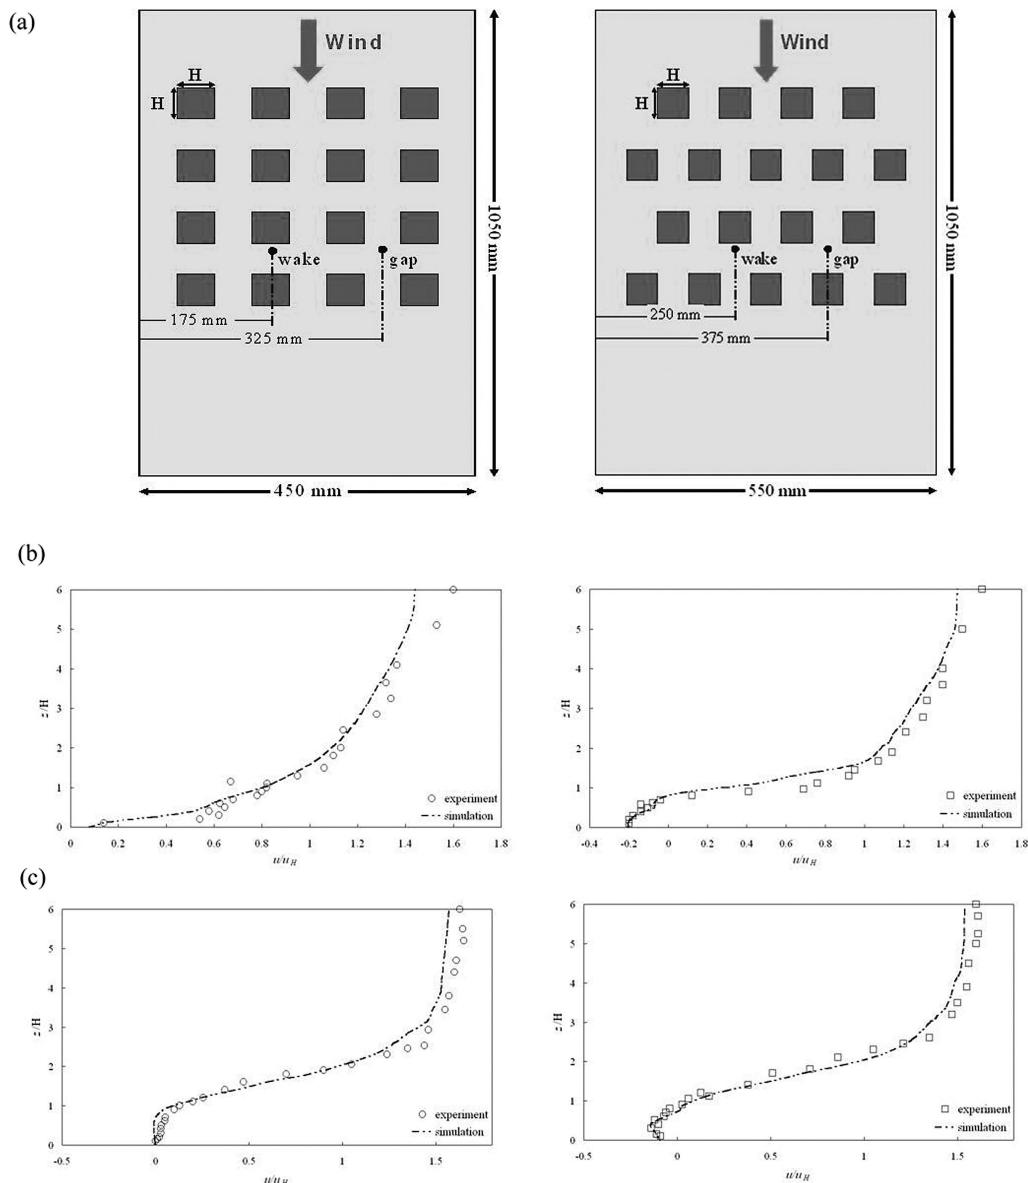 (a)
Wind
H
H
wake
gap
175 mm
325 mm
1050 mm
450 mm
Wind
H
H
wake
gap
250 mm
375 mm
1050 mm
550 mm
(b)
6
5
4
3
2
1
0
z/H
0 0.2 0.4 0.6 0.8 1 1.2 1.4 1.6 1.8
u/u_H
experiment
simulation
6
5
4
3
2
1
0
z/H
-0.4 -0.2 0 0.2 0.4 0.6 0.8 1 1.2 1.4 1.6 1.8
u/u_H
experiment
simulation
(c)
6
5
4
3
2
1
0
z/H
-0.5 0 0.5 1 1.5
u/u_H
experiment
simulation
6
5
4
3
2
1
0
z/H
-0.5 0 0.5 1 1.5
u/u_H
experiment
simulation